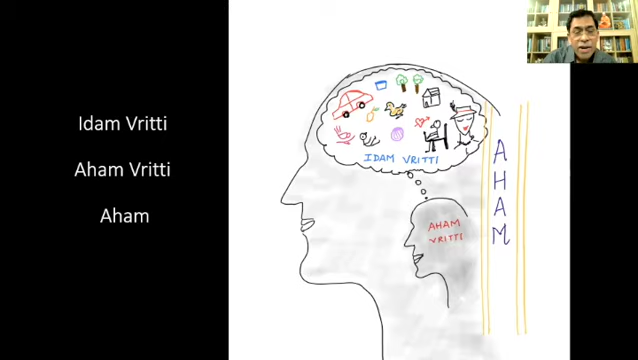 Idam Vritti
Aham Vritti
Aham
IDAM VRITTI
AHAM
VRITTI
AHAM